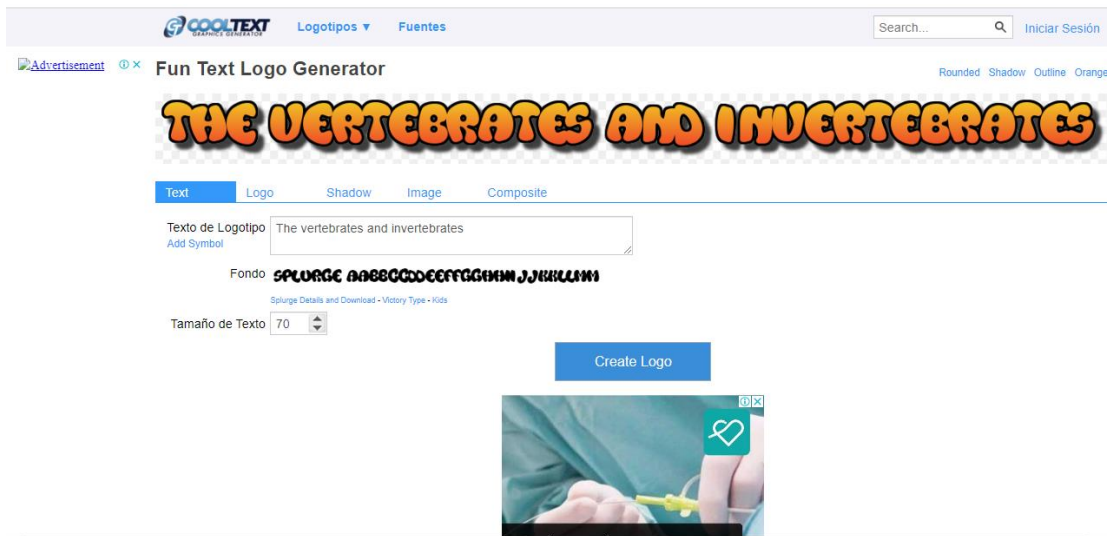 COOLTEXT
GRAPHICS GENERATOR
Logotipos ▼ Fuentes
Search...
Iniciar Sesión
Advertisement
Fun Text Logo Generator
Rounded Shadow Outline Orange
THE VERTEBRATES AND INVERTEBRATES
Text Logo Shadow Image Composite
Texto de Logotipo The vertebrates and invertebrates
Add Symbol
Fondo SPLURGE AABBCCDDEEFFGGHHII JJKKLLMM
Splurge Details and Download - Victory Type - Kids
Tamaño de Texto 70
Create Logo